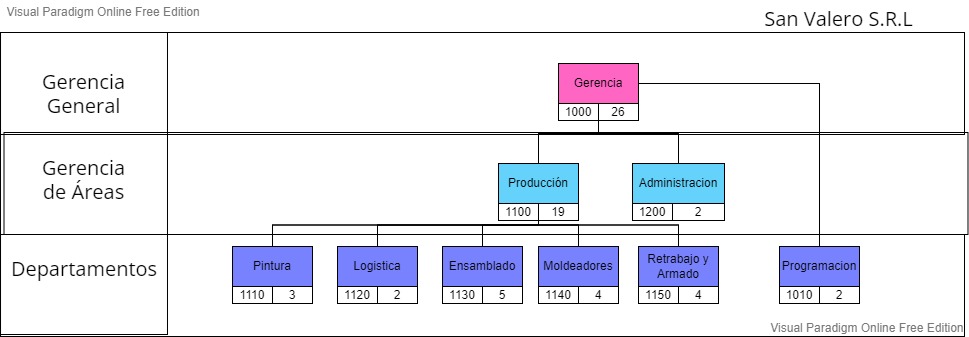 Visual Paradigm Online Free Edition
San Valero S.R.L
Gerencia
General
Gerencia
1000 26
Gerencia
de Áreas
Producción
1100 19
Administracion
1200 2
Departamentos
Pintura
1110 3
Logistica
1120 2
Ensamblado
1130 5
Moldeadores
1140 4
Retrabajo y
Armado
1150 4
Programacion
1010 2
Visual Paradigm Online Free Edition